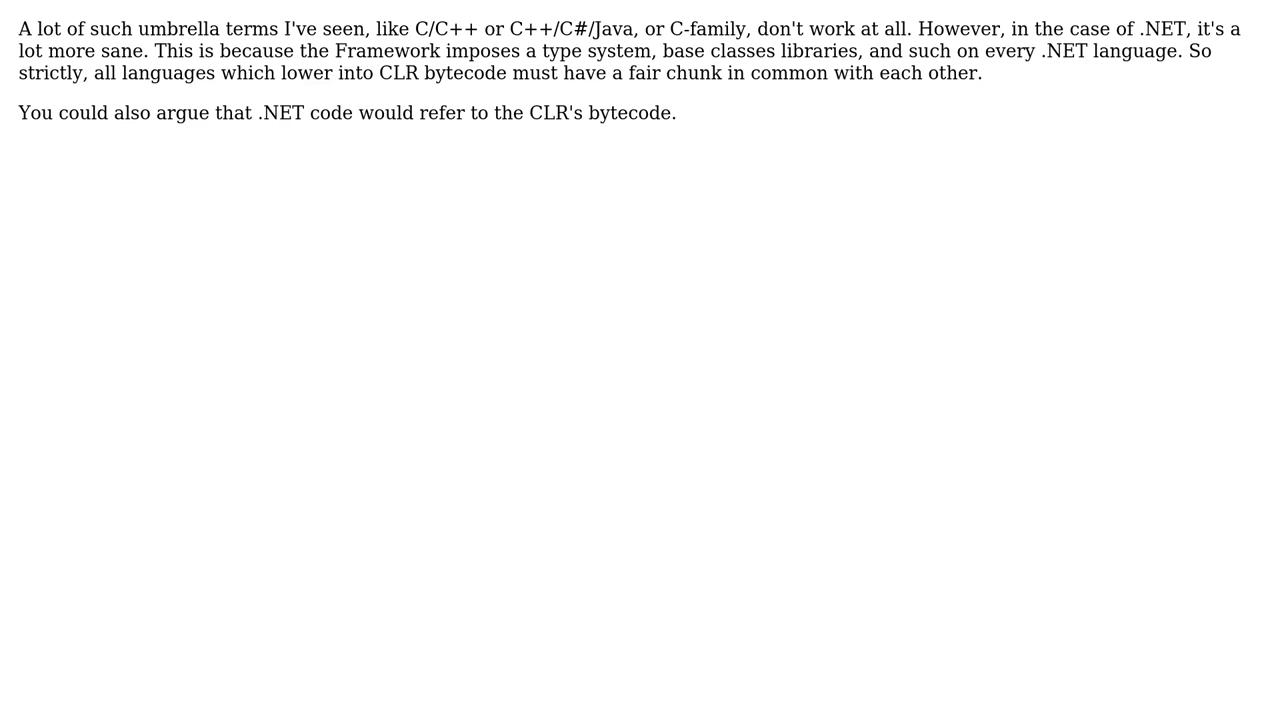 A lot of such umbrella terms I've seen, like C/C++ or C++/C#/Java, or C-family, don't work at all. However, in the case of .NET, it's a
lot more sane. This is because the Framework imposes a type system, base classes libraries, and such on every .NET language. So
strictly, all languages which lower into CLR bytecode must have a fair chunk in common with each other.
You could also argue that .NET code would refer to the CLR's bytecode.